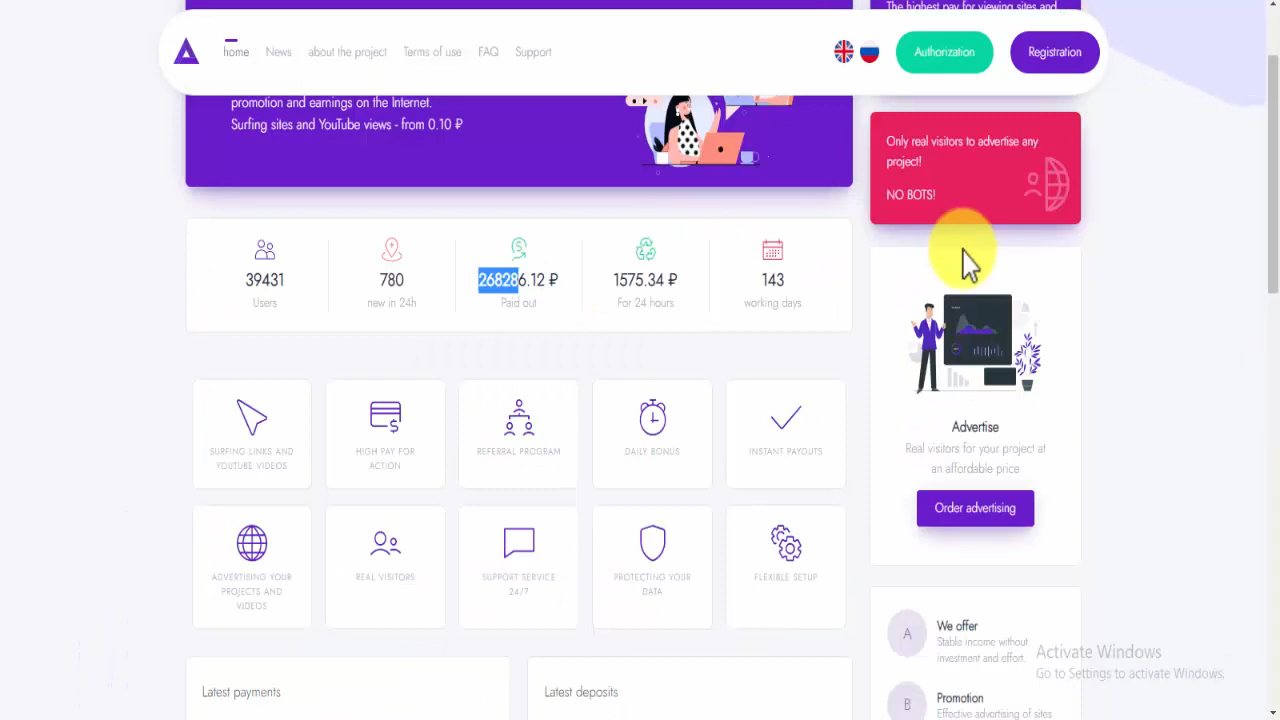 The highest pay for viewing sites and
home News about the project Terms of use FAQ Support
Authorization Registration
promotion and earnings on the Internet.
Surfing sites and YouTube views - from 0.10 ₽
Only real visitors to advertise any
project!
NO BOTS!
39431
Users
780
new in 24h
268286.12 ₽
Paid out
1575.34 ₽
For 24 hours
143
working days
SURFING LINKS AND
YOUTUBE VIDEOS
HIGH PAY FOR
ACTION
REFERRAL PROGRAM
DAILY BONUS
INSTANT PAYOUTS
ADVERTISING YOUR
PROJECTS AND
VIDEOS
REAL VISITORS
SUPPORT SERVICE
24/7
PROTECTING YOUR
DATA
FLEXIBLE SETUP
Advertise
Real visitors for your project at
an affordable price
Order advertising
A
We offer
Stable income without
investment and effort.
B
Promotion
Effective advertising of sites
Latest payments
Latest deposits
Activate Windows
Go to Settings to activate Windows.